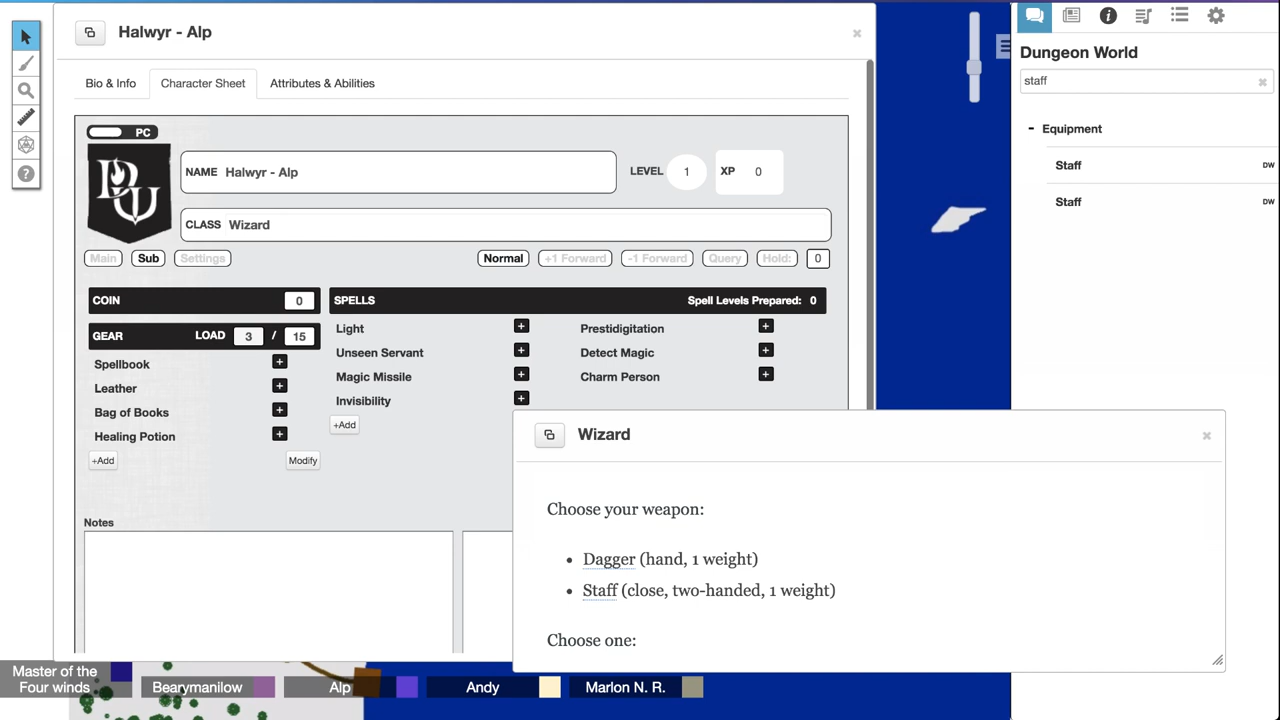 Halwyr - Alp
Bio & Info
Character Sheet
Attributes & Abilities
PC
DW
NAME Halwyr - Alp
LEVEL 1
XP 0
CLASS Wizard
Main
Sub
Settings
Normal
+1 Forward
-1 Forward
Query
Hold:
0
COIN 0
GEAR LOAD 3 / 15
Spellbook
Leather
Bag of Books
Healing Potion
+Add
Modify
SPELLS
Spell Levels Prepared: 0
Light
Prestidigitation
Unseen Servant
Detect Magic
Magic Missile
Charm Person
Invisibility
+Add
Notes
Wizard
Choose your weapon:
• Dagger (hand, 1 weight)
• Staff (close, two-handed, 1 weight)
Choose one:
Dungeon World
staff
- Equipment
Staff DW
Staff DW
Master of the
Four winds
Bearymanilow
Alp
Andy
Marlon N. R.